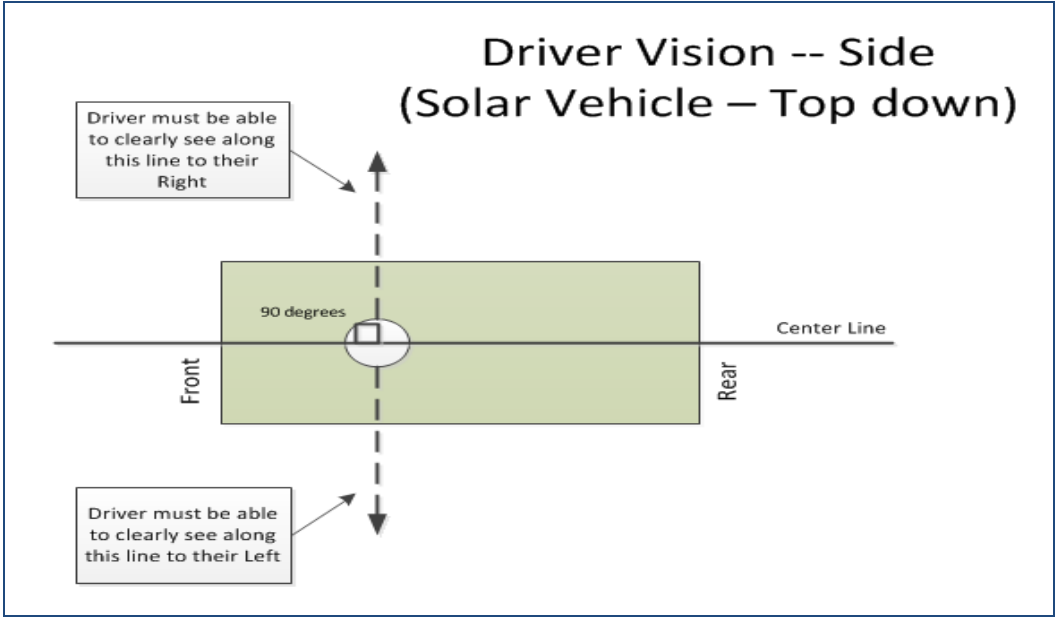 Driver Vision -- Side
(Solar Vehicle – Top down)
Driver must be able
to clearly see along
this line to their
Right
90 degrees
Center Line
Front
Rear
Driver must be able
to clearly see along
this line to their Left